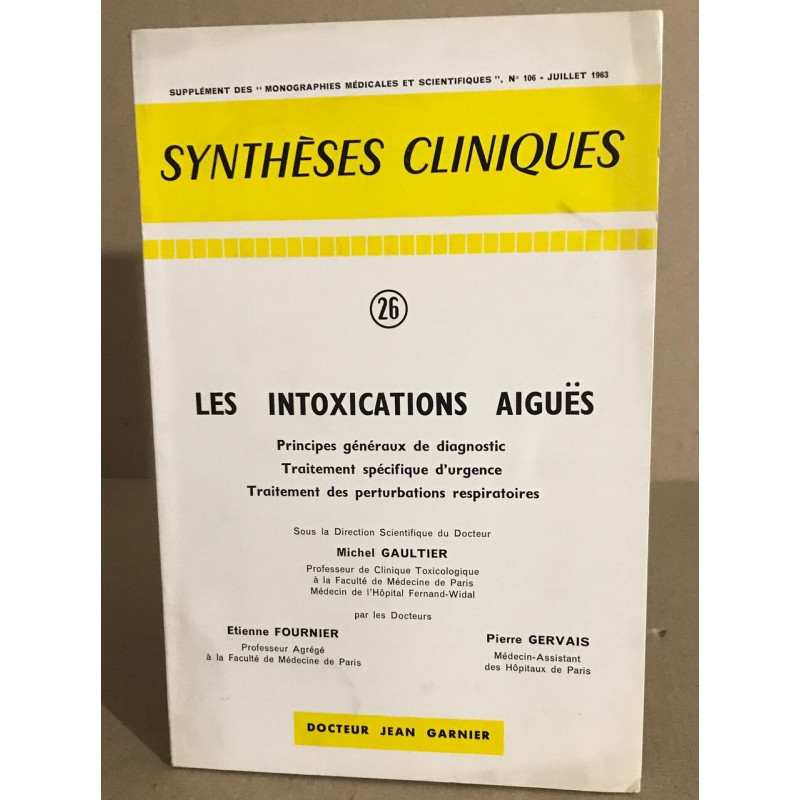 SUPPLÉMENT DES " MONOGRAPHIES MÉDICALES ET SCIENTIFIQUES ", N° 106 - JUILLET 1963
SYNTHÈSES CLINIQUES
26
LES INTOXICATIONS AIGUËS
Principes généraux de diagnostic
Traitement spécifique d'urgence
Traitement des perturbations respiratoires
Sous la Direction Scientifique du Docteur
Michel GAULTIER
Professeur de Clinique Toxicologique
à la Faculté de Médecine de Paris
Médecin de l'Hôpital Fernand-Widal
par les Docteurs
Etienne FOURNIER
Professeur Agrégé
à la Faculté de Médecine de Paris
Pierre GERVAIS
Médecin-Assistant
des Hôpitaux de Paris
DOCTEUR JEAN GARNIER